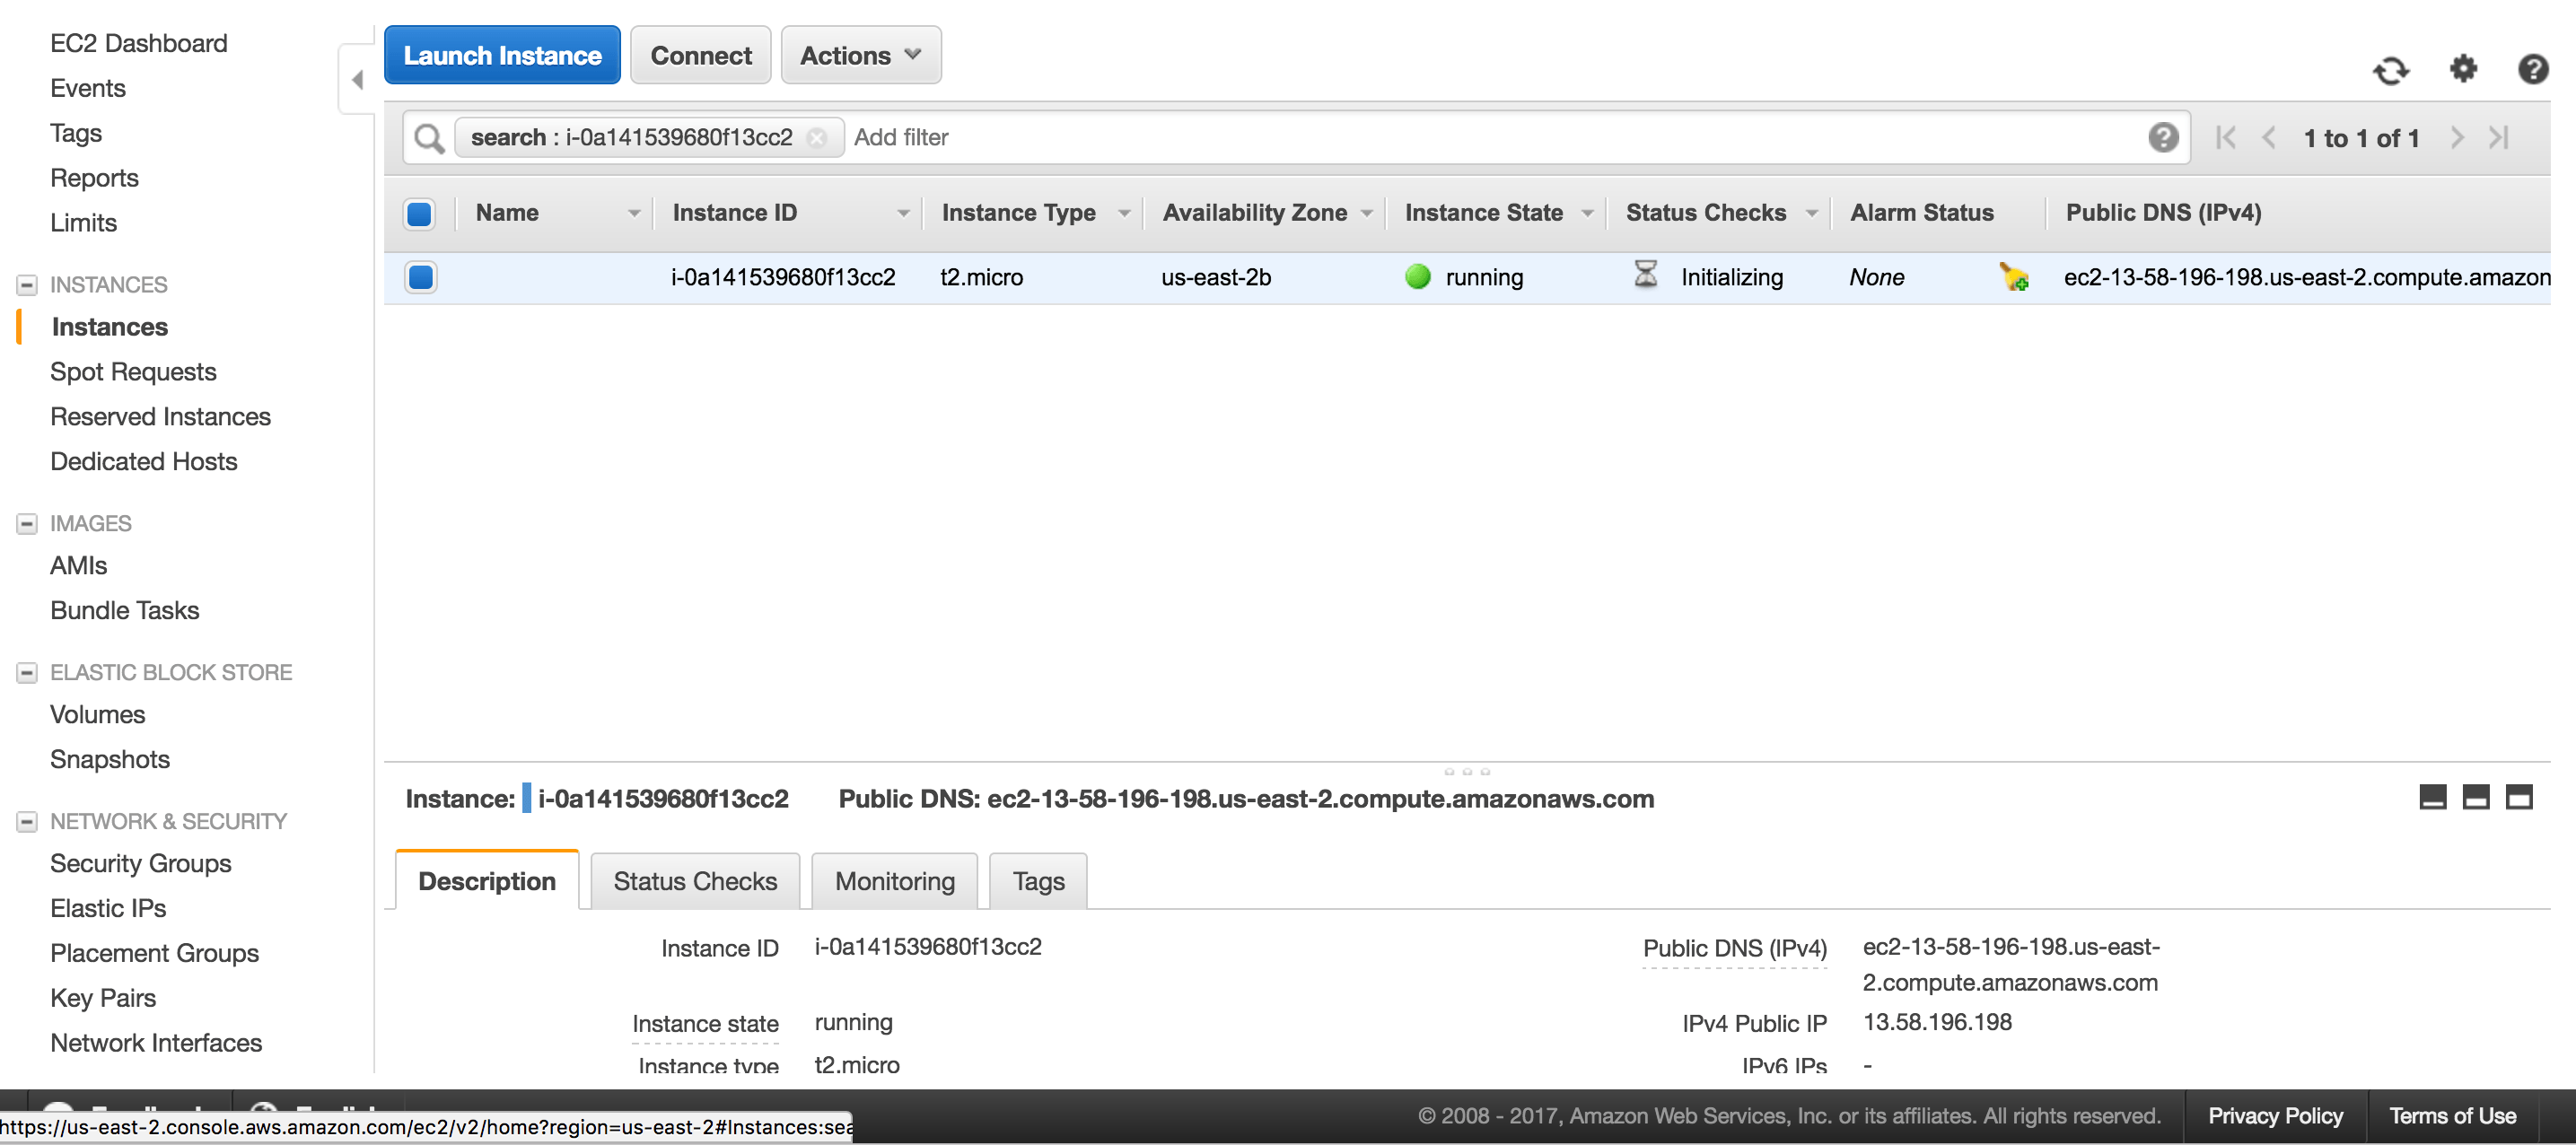 EC2 Dashboard
Events
Tags
Reports
Limits
INSTANCES
Instances
Spot Requests
Reserved Instances
Dedicated Hosts
IMAGES
AMIs
Bundle Tasks
ELASTIC BLOCK STORE
Volumes
Snapshots
NETWORK & SECURITY
Security Groups
Elastic IPs
Placement Groups
Key Pairs
Network Interfaces
Launch Instance Connect Actions
search : i-0a141539680f13cc2 Add filter 1 to 1 of 1
Name Instance ID Instance Type Availability Zone Instance State Status Checks Alarm Status Public DNS (IPv4)
i-0a141539680f13cc2 t2.micro us-east-2b running Initializing None ec2-13-58-196-198.us-east-2.compute.amazon
Instance: i-0a141539680f13cc2 Public DNS: ec2-13-58-196-198.us-east-2.compute.amazonaws.com
Description Status Checks Monitoring Tags
Instance ID i-0a141539680f13cc2 Public DNS (IPv4) ec2-13-58-196-198.us-east-
2.compute.amazonaws.com
Instance state running IPv4 Public IP 13.58.196.198
Instance type t2.micro IPv6 IPs -
© 2008 - 2017, Amazon Web Services, Inc. or its affiliates. All rights reserved. Privacy Policy Terms of Use
https://us-east-2.console.aws.amazon.com/ec2/v2/home?region=us-east-2#Instances:sea